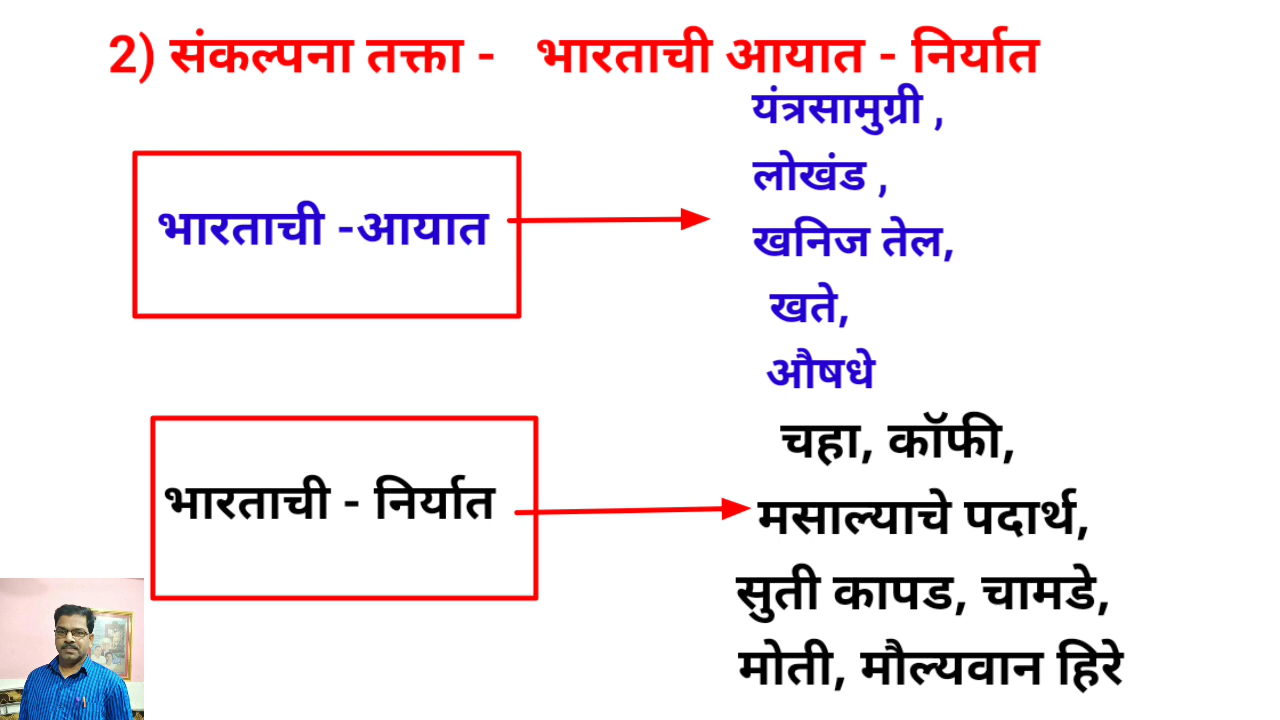 2) संकल्पना तक्ता - भारताची आयात - निर्यात
यंत्रसामुग्री ,
लोखंड ,
भारताची -आयात
खनिज तेल,
खते,
औषधे
चहा, कॉफी,
भारताची - निर्यात
मसाल्याचे पदार्थ,
सुती कापड, चामडे,
मोती, मौल्यवान हिरे